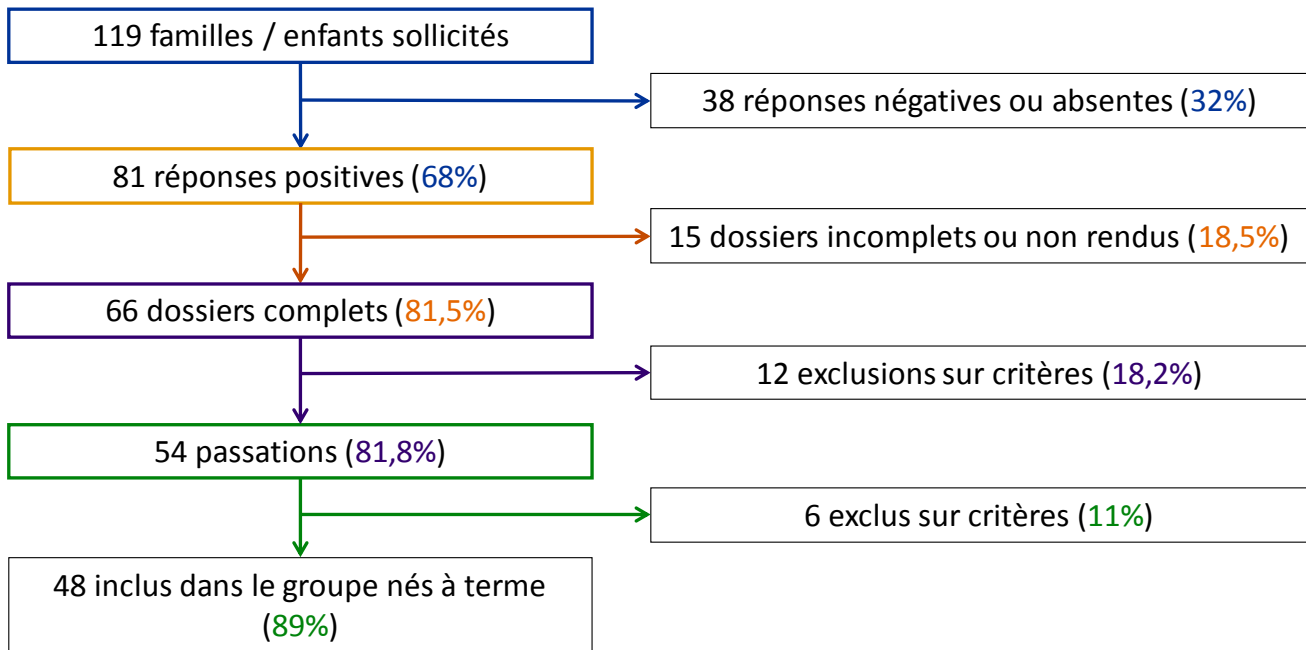 119 familles / enfants sollicités
38 réponses négatives ou absentes (32%)
81 réponses positives (68%)
15 dossiers incomplets ou non rendus (18,5%)
66 dossiers complets (81,5%)
12 exclusions sur critères (18,2%)
54 passations (81,8%)
6 exclus sur critères (11%)
48 inclus dans le groupe nés à terme
(89%)